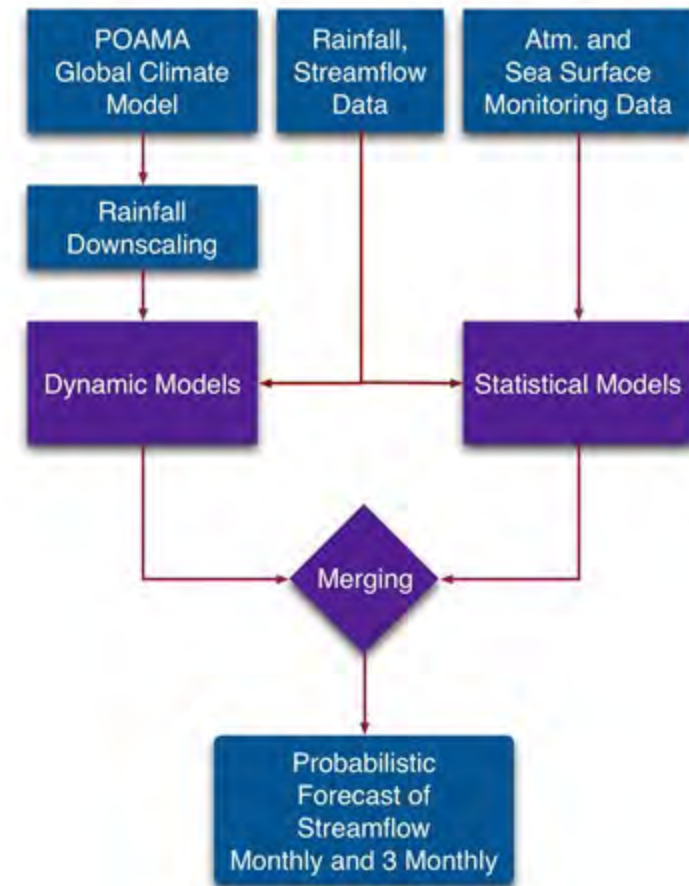 POAMA
Global Climate
Model
Rainfall,
Streamflow
Data
Atm. and
Sea Surface
Monitoring Data
Rainfall
Downscaling
Dynamic Models
Statistical Models
Merging
Probabilistic
Forecast of
Streamflow
Monthly and 3 Monthly